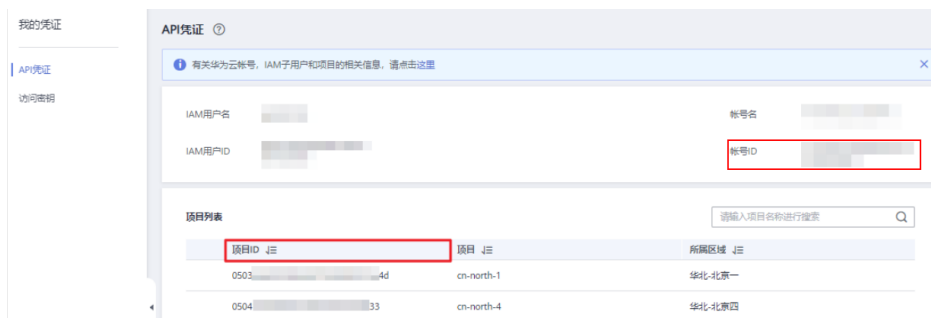 我的凭证
API凭证
访问密钥
API凭证
有关华为云帐号，IAM子用户和项目的相关信息，请点击这里
IAM用户名
帐号名
IAM用户ID
帐号ID
项目列表
请输入项目名称进行搜索
项目ID 项目 所属区域
0503 4d cn-north-1 华北-北京一
0504 33 cn-north-4 华北-北京四